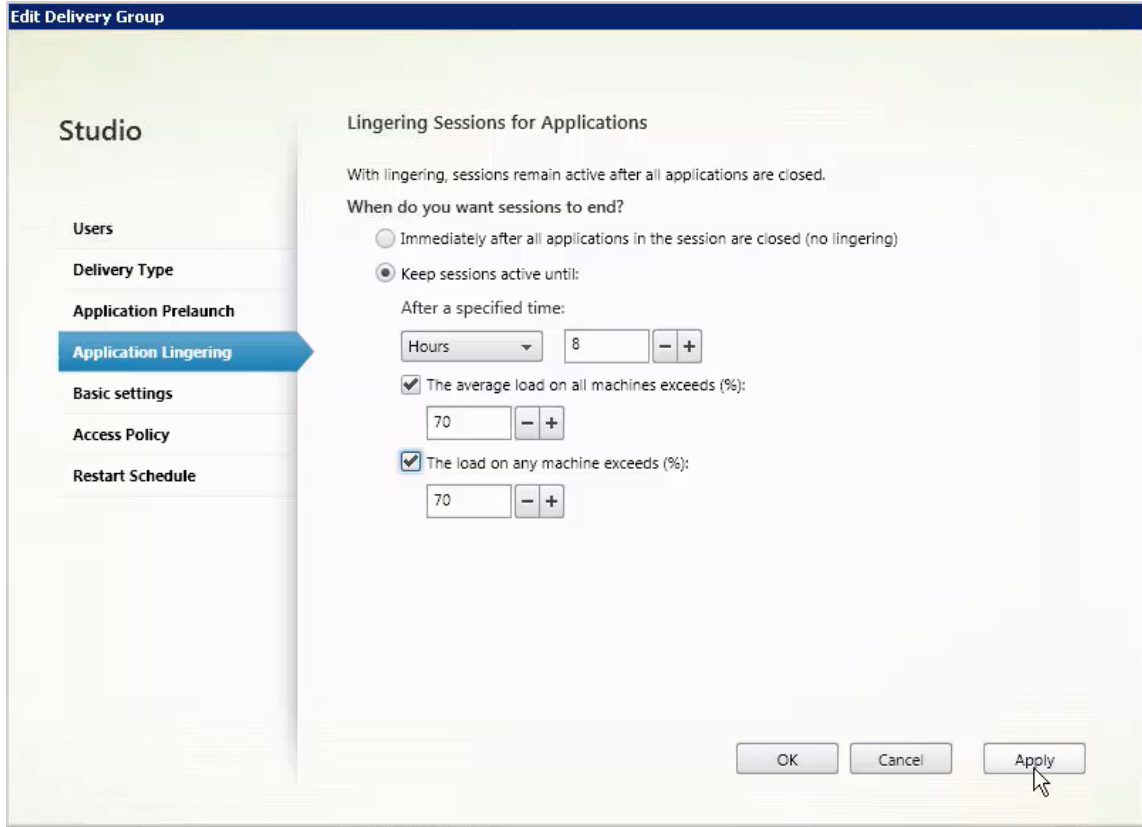 Edit Delivery Group
Studio
Users
Delivery Type
Application Prelaunch
Application Lingering
Basic settings
Access Policy
Restart Schedule
Lingering Sessions for Applications
With lingering, sessions remain active after all applications are closed.
When do you want sessions to end?
Immediately after all applications in the session are closed (no lingering)
Keep sessions active until:
After a specified time:
Hours 8 − +
The average load on all machines exceeds (%):
70 − +
The load on any machine exceeds (%):
70 − +
OK Cancel Apply